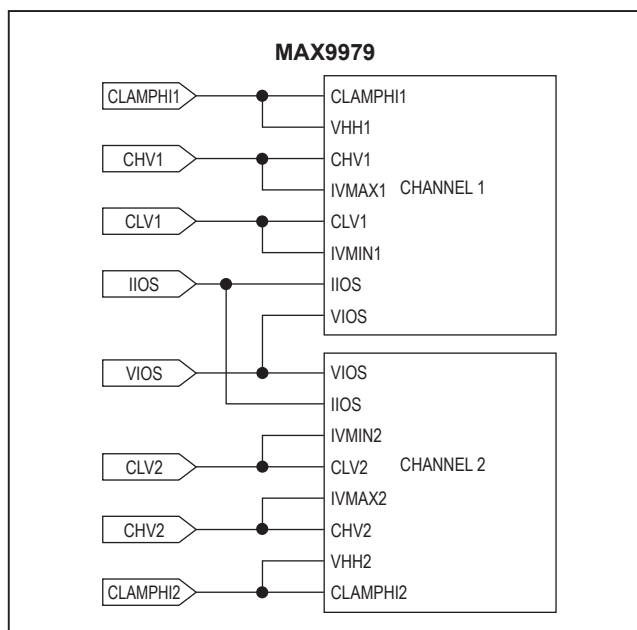 MAX9979
CLAMPHI1
CLAMPHI1
VHH1
CHV1
CHV1
IVMAX1
CHANNEL 1
CLV1
CLV1
IVMIN1
IIOS
IIOS
VIOS
VIOS
VIOS
IIOS
IVMIN2
CLV2
CLV2
CHANNEL 2
IVMAX2
CHV2
CHV2
VHH2
CLAMPHI2
CLAMPHI2